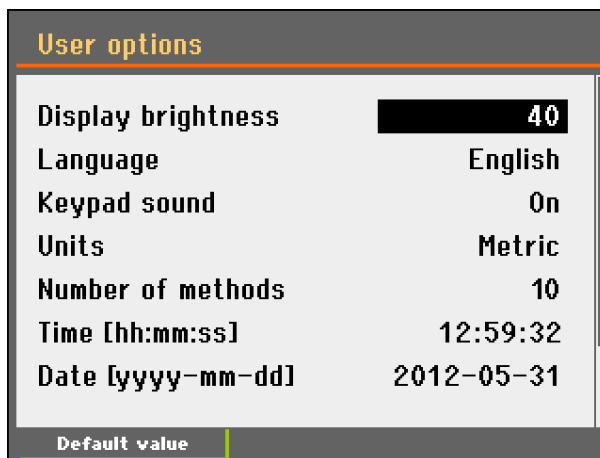 User options
Display brightness 40
Language English
Keypad sound On
Units Metric
Number of methods 10
Time [hh:mm:ss] 12:59:32
Date [yyyy-mm-dd] 2012-05-31
Default value